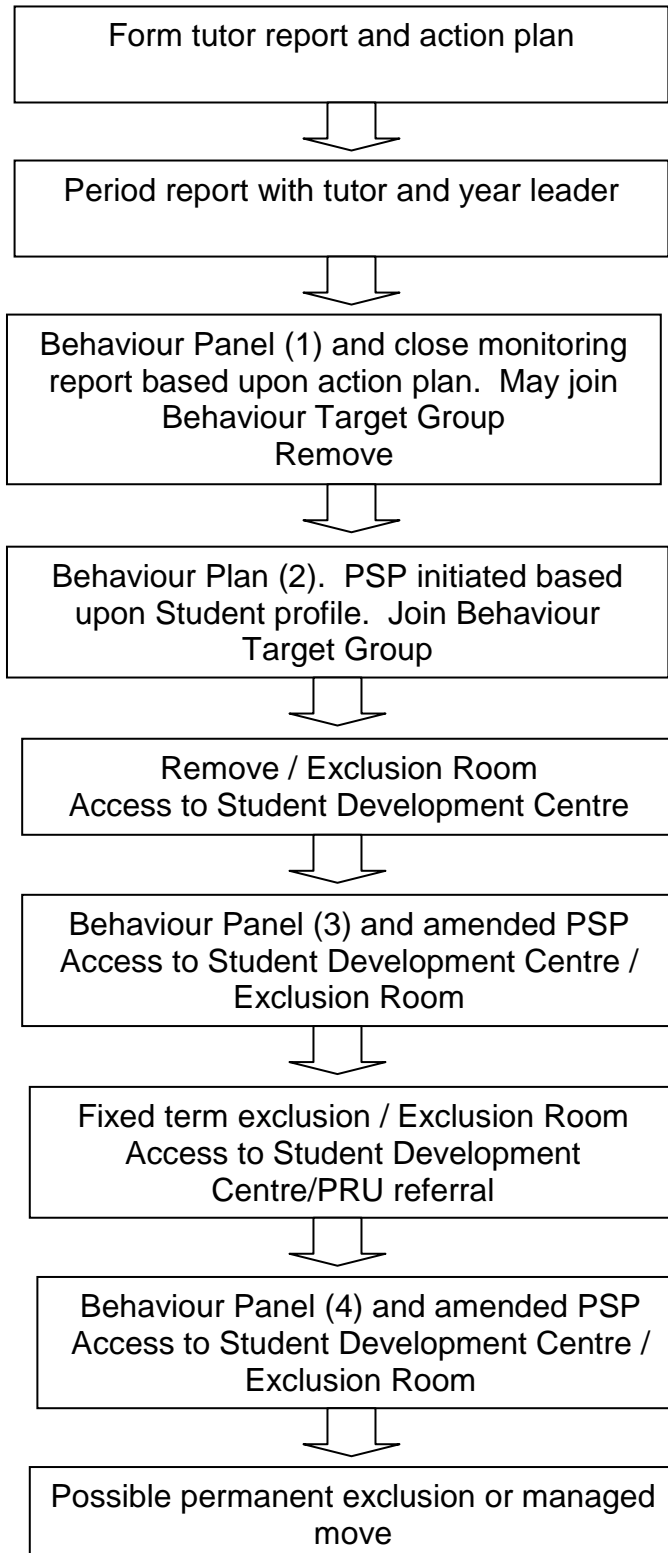 Form tutor report and action plan
Period report with tutor and year leader
Behaviour Panel (1) and close monitoring
report based upon action plan.  May join
Behaviour Target Group
Remove
Behaviour Plan (2).  PSP initiated based
upon Student profile.  Join Behaviour
Target Group
Remove / Exclusion Room
Access to Student Development Centre
Behaviour Panel (3) and amended PSP
Access to Student Development Centre /
Exclusion Room
Fixed term exclusion / Exclusion Room
Access to Student Development
Centre/PRU referral
Behaviour Panel (4) and amended PSP
Access to Student Development Centre /
Exclusion Room
Possible permanent exclusion or managed
move